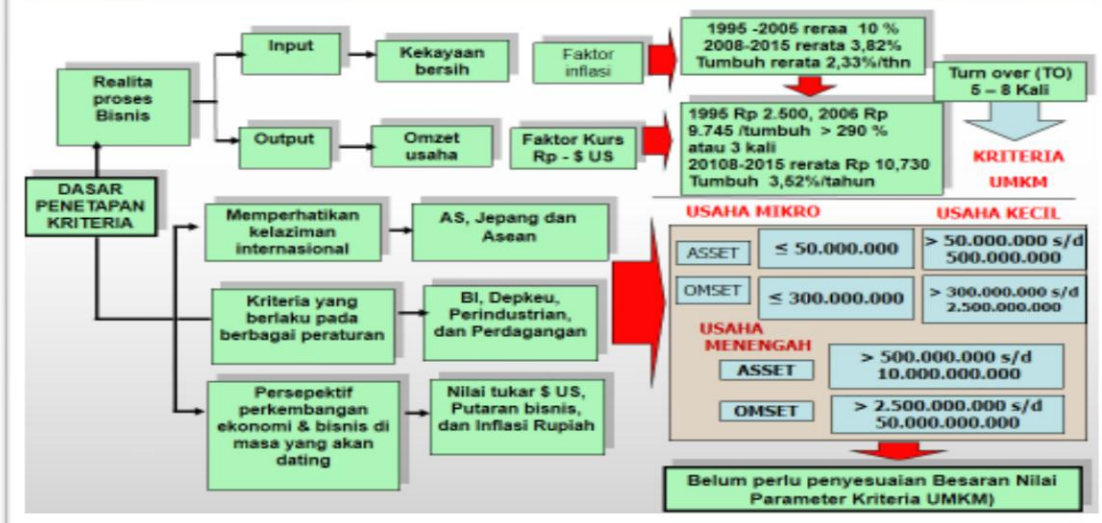 Realita
proses
Bisnis
Input
Kekayaan
bersih
Faktor
inflasi
1995 -2005 reraa 10 %
2008-2015 rerata 3,82%
Tumbuh rerata 2,33%/thn
Turn over (TO)
5 – 8 Kali
Output
Omzet
usaha
Faktor Kurs
Rp - $ US
1995 Rp 2.500, 2006 Rp
9.745 /tumbuh > 290 %
atau 3 kali
20108-2015 rerata Rp 10,730
Tumbuh 3,52%/tahun
KRITERIA
UMKM
DASAR
PENETAPAN
KRITERIA
Memperhatikan
kelaziman
internasional
AS, Jepang dan
Asean
Kriteria yang
berlaku pada
berbagai peraturan
BI, Depkeu,
Perindustrian,
dan Perdagangan
Persepektif
perkembangan
ekonomi & bisnis di
masa yang akan
dating
Nilai tukar $ US,
Putaran bisnis,
dan Inflasi Rupiah
USAHA MIKRO
USAHA KECIL
ASSET
≤ 50.000.000
> 50.000.000 s/d
500.000.000
OMSET
≤ 300.000.000
> 300.000.000 s/d
2.500.000.000
USAHA
MENENGAH
ASSET
> 500.000.000 s/d
10.000.000.000
OMSET
> 2.500.000.000 s/d
50.000.000.000
Belum perlu penyesuaian Besaran Nilai
Parameter Kriteria UMKM)